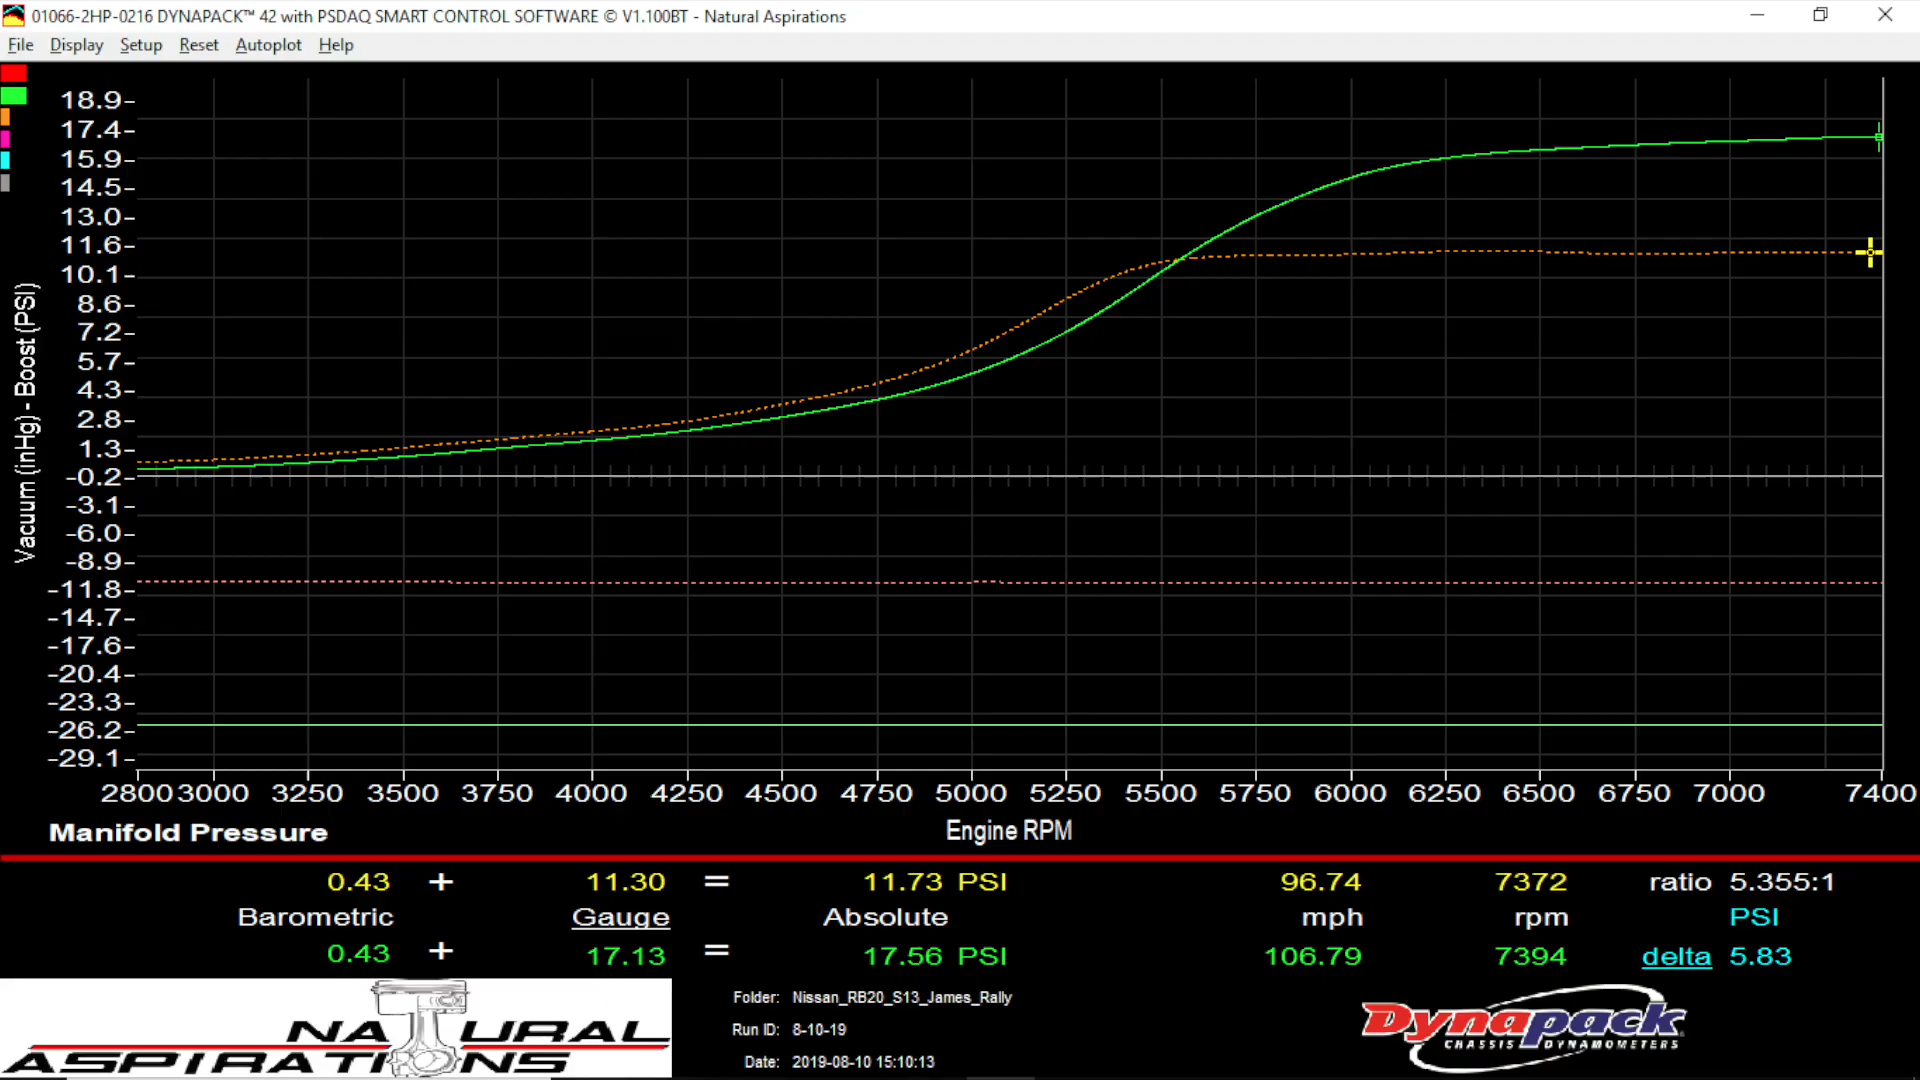 01066-2HP-0216 DYNAPACK™ 42 with PSDAQ SMART CONTROL SOFTWARE © V1.100BT - Natural Aspirations
File Display Setup Reset Autoplot Help
18.9
17.4
15.9
14.5
13.0
11.6
10.1
8.6
7.2
5.7
4.3
2.8
1.3
-0.2
-3.1
-6.0
-8.9
-11.8
-14.7
-17.6
-20.4
-23.3
-26.2
-29.1
Vacuum (inHg) - Boost (PSI)
2800 3000 3250 3500 3750 4000 4250 4500 4750 5000 5250 5500 5750 6000 6250 6500 6750 7000 7400
Manifold Pressure
Engine RPM
0.43 + 11.30 = 11.73 PSI 96.74 7372 ratio 5.355:1
Barometric Gauge Absolute mph rpm PSI
0.43 + 17.13 = 17.56 PSI 106.79 7394 delta 5.83
NATURAL
ASPIRATIONS
Folder: Nissan_RB20_S13_James_Rally
Run ID: 8-10-19
Date: 2019-08-10 15:10:13
Dynapack
CHASSIS DYNAMOMETERS